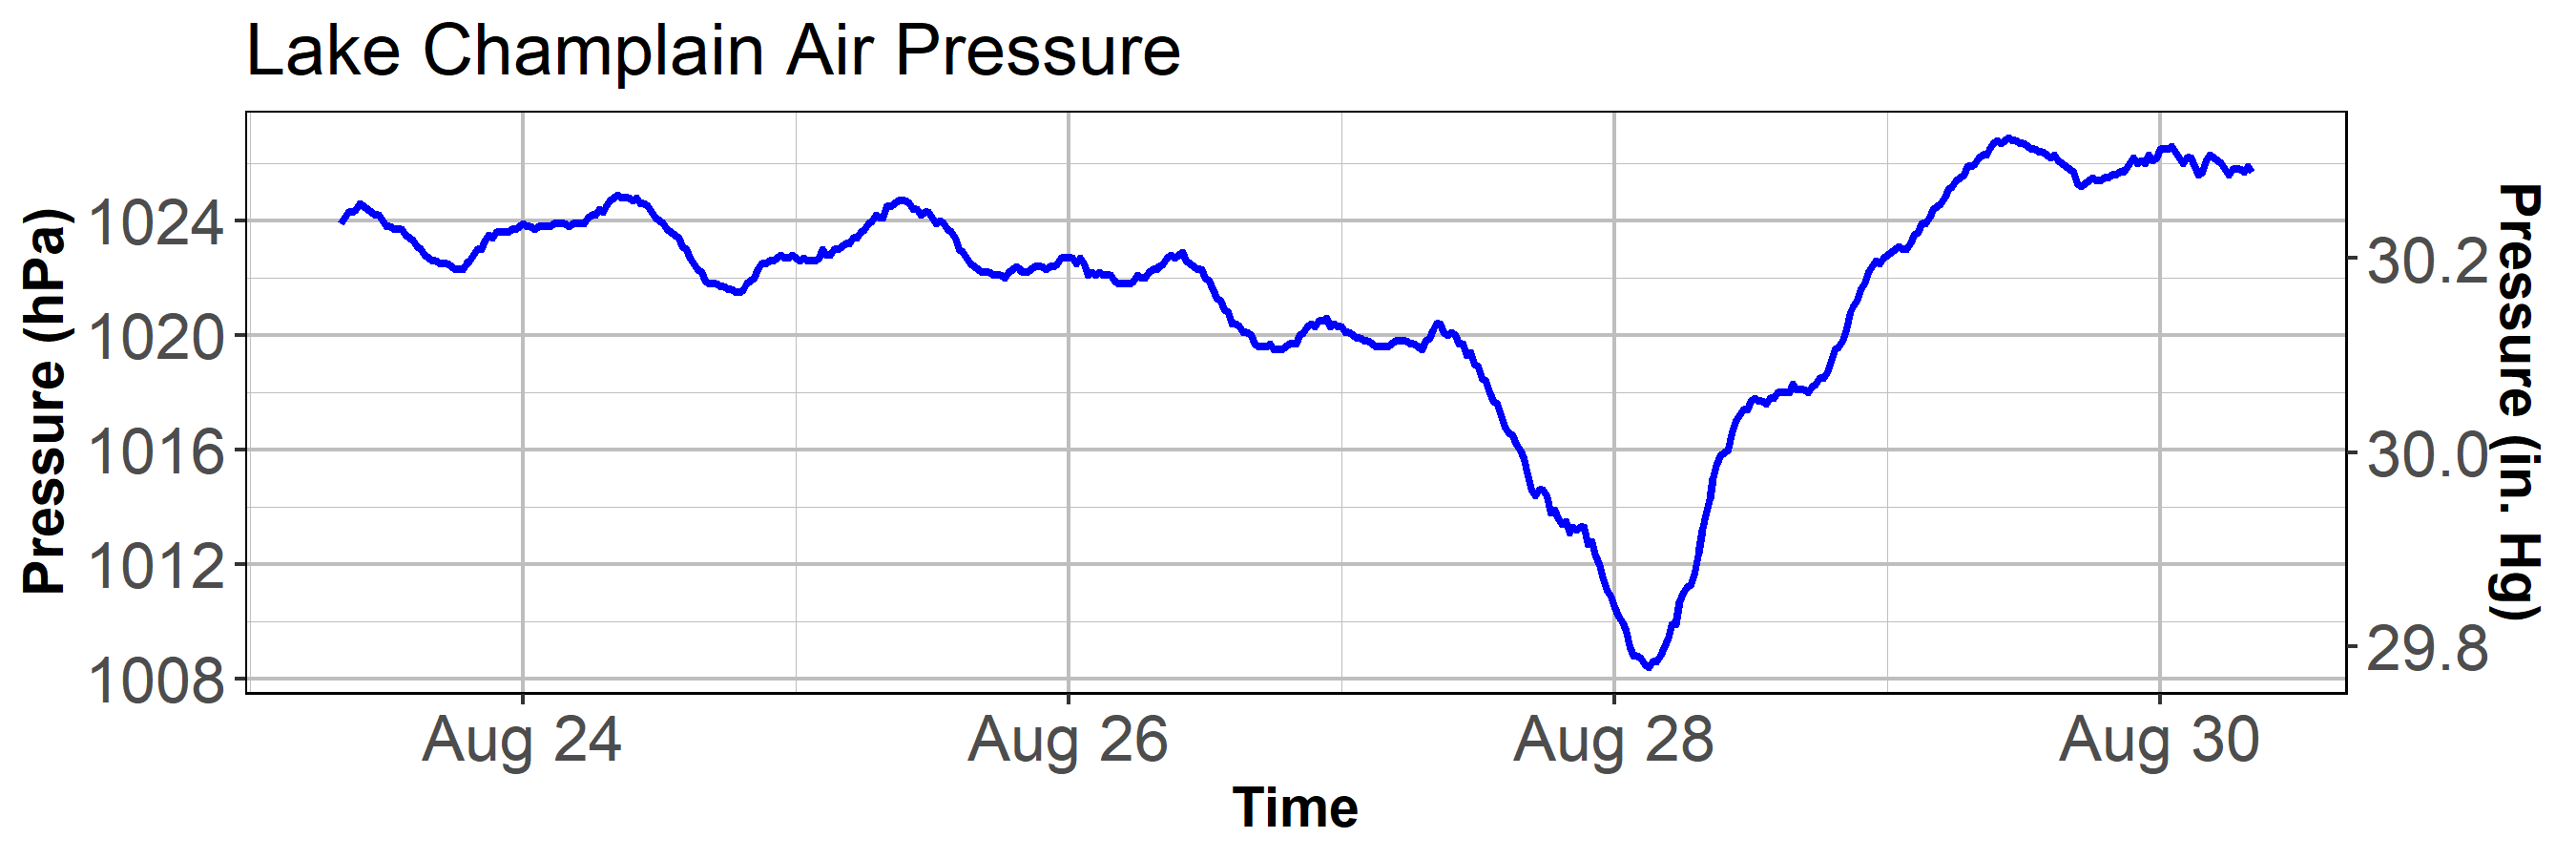 Lake Champlain Air Pressure
Pressure (hPa)
1024
1020
1016
1012
1008
30.2
30.0
29.8
Pressure (in. Hg)
Aug 24
Aug 26
Aug 28
Aug 30
Time